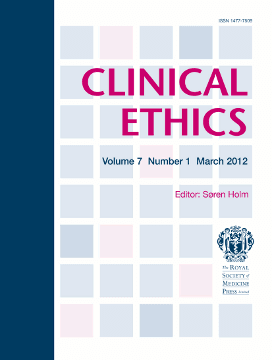 ISSN 1477-7509
CLINICAL
ETHICS
Volume 7 Number 1 March 2012
Editor: Søren Holm
The ROYAL
SOCIETY of
MEDICINE
PRESS Limited